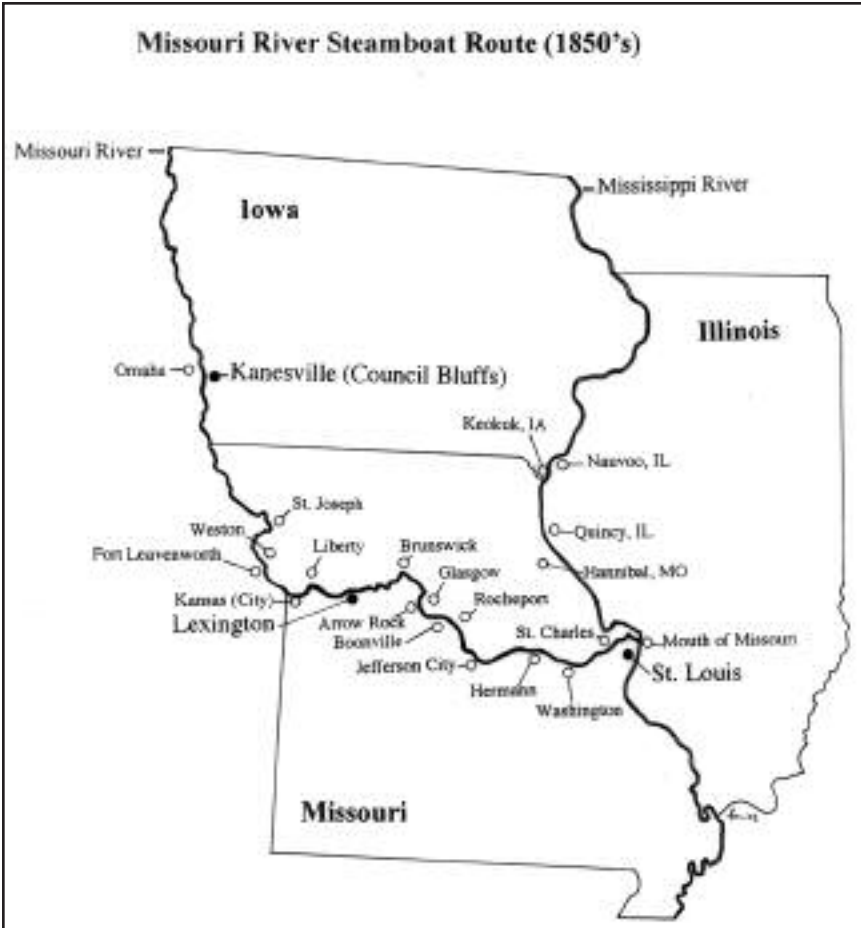 Missouri River Steamboat Route (1850's)
Missouri River
Mississippi River
Iowa
Illinois
Omaha
Kanesville (Council Bluffs)
Keokuk, IA
Nauvoo, IL
St. Joseph
Weston
Quincy, IL
Fort Leavenworth
Liberty
Brunswick
Hannibal, MO
Glasgow
Kansas (City)
Rocheport
Lexington
Arrow Rock
Boonville
St. Charles
Mouth of Missouri
Jefferson City
St. Louis
Hermann
Washington
Missouri